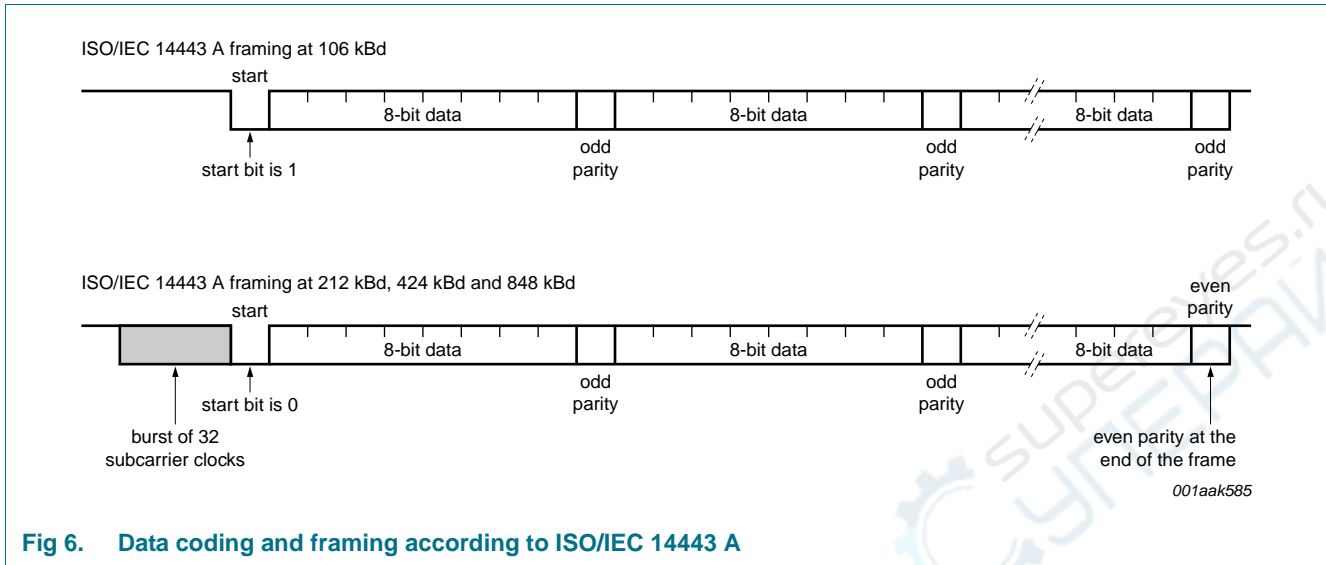 ISO/IEC 14443 A framing at 106 kBd
start
8-bit data 8-bit data 8-bit data
start bit is 1
odd parity
odd parity
odd parity
ISO/IEC 14443 A framing at 212 kBd, 424 kBd and 848 kBd
start
even parity
8-bit data 8-bit data 8-bit data
start bit is 0
odd parity
odd parity
burst of 32
subcarrier clocks
even parity at the
end of the frame
001aak585
Fig 6. Data coding and framing according to ISO/IEC 14443 A